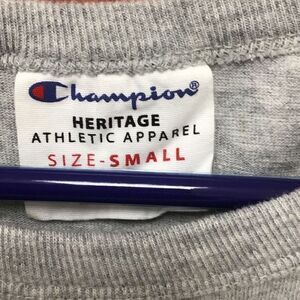 Champion®
HERITAGE
ATHLETIC APPAREL
SIZE-SMALL